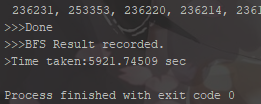 236231, 253353, 236220, 236214, 2361
>>>Done
>>>BFS Result recorded.
>Time taken:5921.74509 sec
Process finished with exit code 0